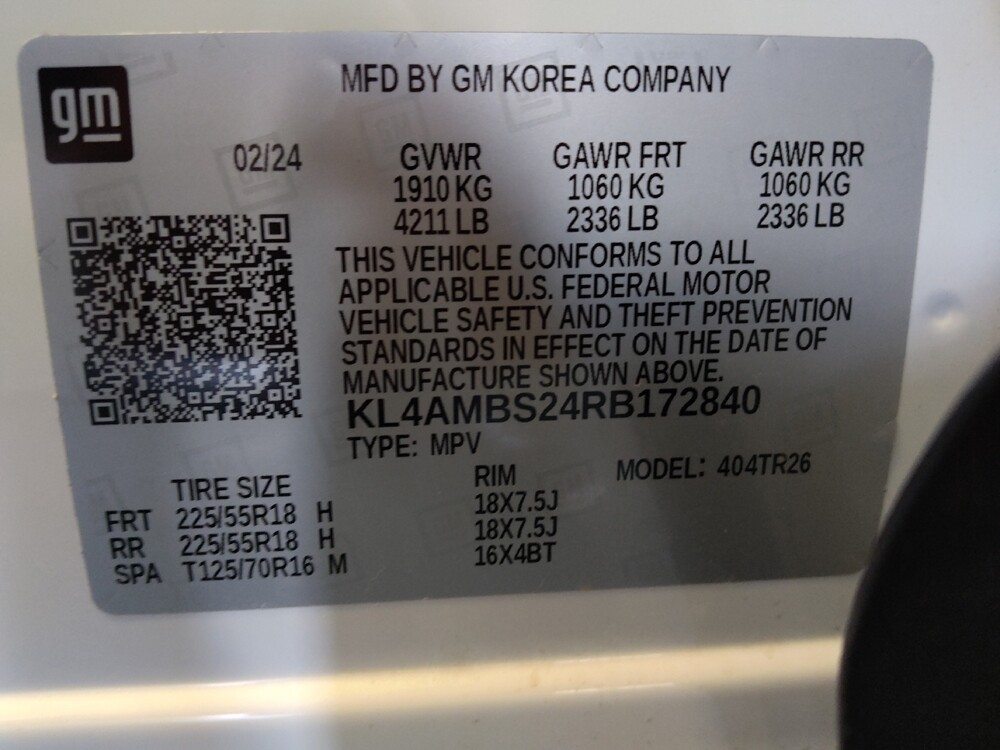 gm
MFD BY GM KOREA COMPANY
02/24 GVWR GAWR FRT GAWR RR
1910 KG 1060 KG 1060 KG
4211 LB 2336 LB 2336 LB
THIS VEHICLE CONFORMS TO ALL
APPLICABLE U.S. FEDERAL MOTOR
VEHICLE SAFETY AND THEFT PREVENTION
STANDARDS IN EFFECT ON THE DATE OF
MANUFACTURE SHOWN ABOVE.
KL4AMBS24RB172840
TYPE: MPV
TIRE SIZE RIM MODEL: 404TR26
FRT 225/55R18 H 18X7.5J
RR 225/55R18 H 18X7.5J
SPA T125/70R16 M 16X4BT